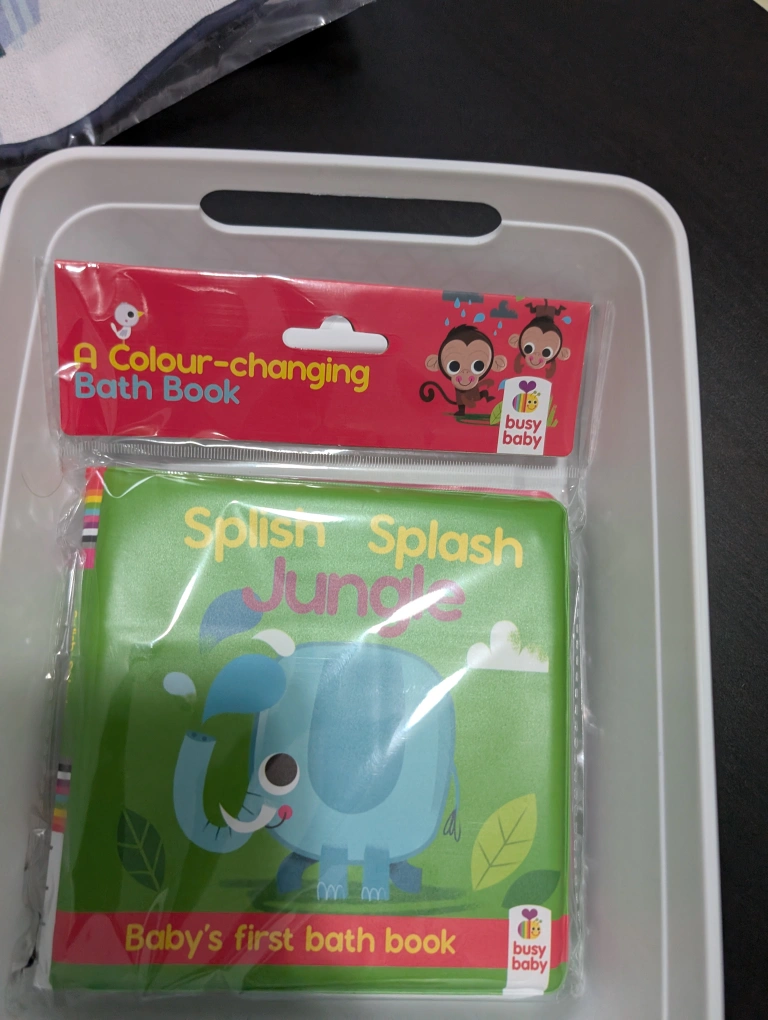 A Colour-changing
Bath Book
busy
baby
Splish Splash
Jungle
Baby's first bath book
busy
baby